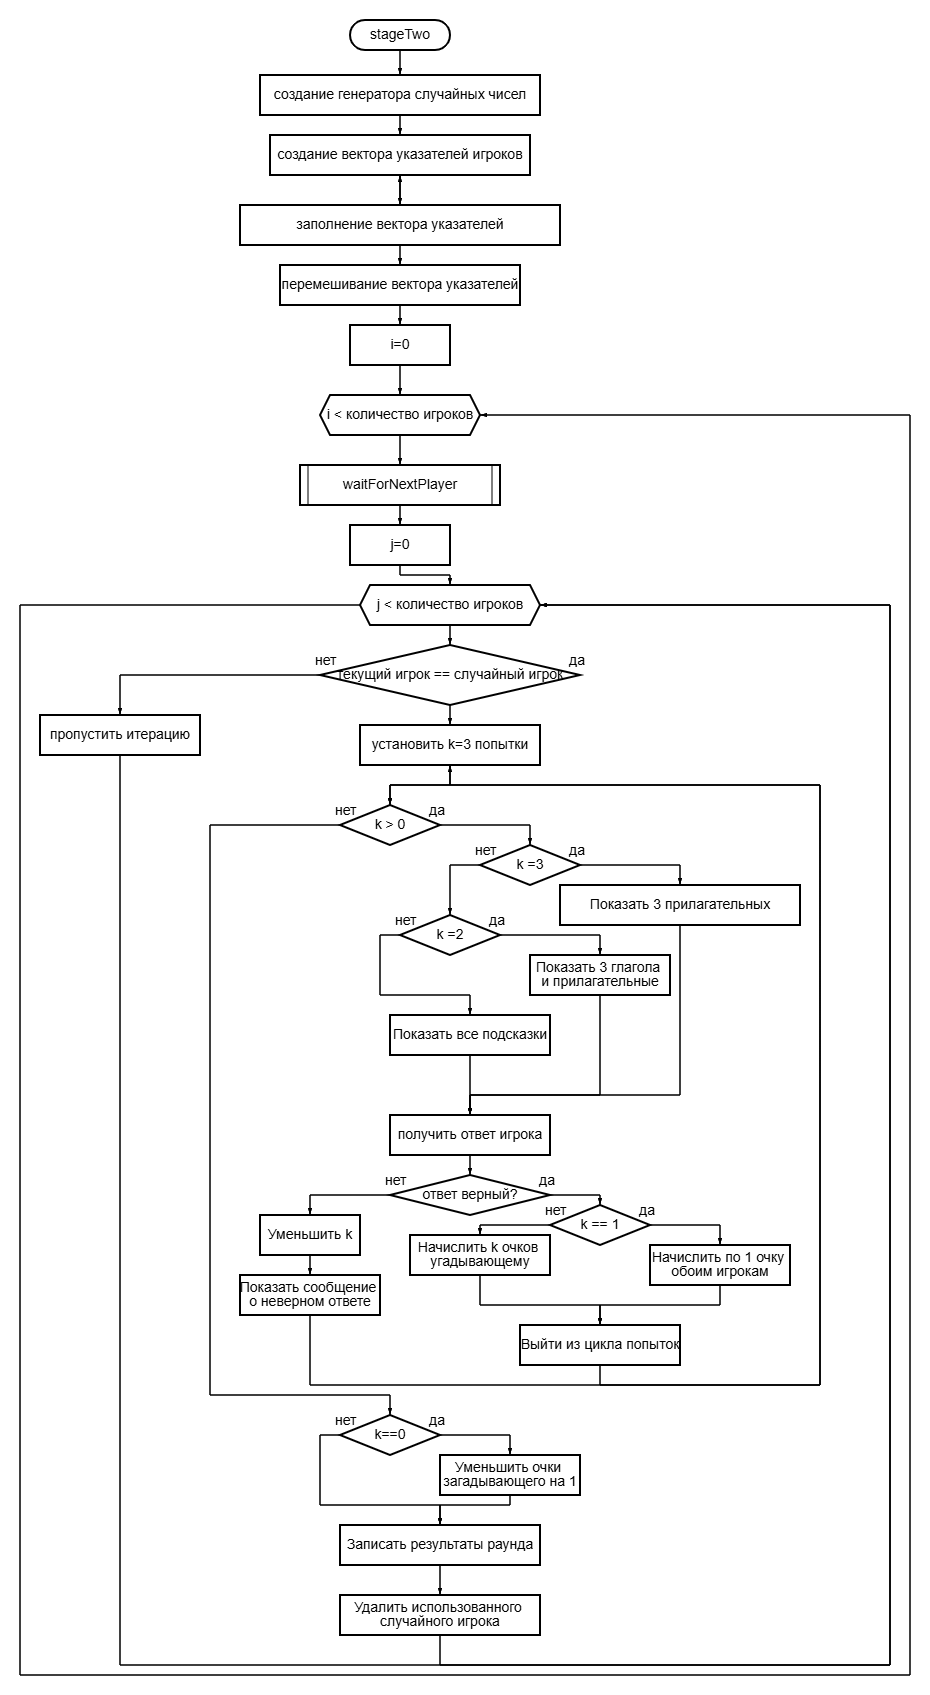 stageTwo
создание генератора случайных чисел
создание вектора указателей игроков
заполнение вектора указателей
перемешивание вектора указателей
i=0
i < количество игроков
waitForNextPlayer
j=0
j < количество игроков
нет
да
текущий игрок == случайный игрок
пропустить итерацию
установить k=3 попытки
нет
да
k > 0
нет
да
k =3
Показать 3 прилагательных
нет
да
k =2
Показать 3 глагола
и прилагательные
Показать все подсказки
получить ответ игрока
нет
да
ответ верный?
нет
да
k == 1
Уменьшить k
Начислить k очков
угадывающему
Начислить по 1 очку
обоим игрокам
Показать сообщение
о неверном ответе
Выйти из цикла попыток
нет
да
k==0
Уменьшить очки
загадывающего на 1
Записать результаты раунда
Удалить использованного
случайного игрока